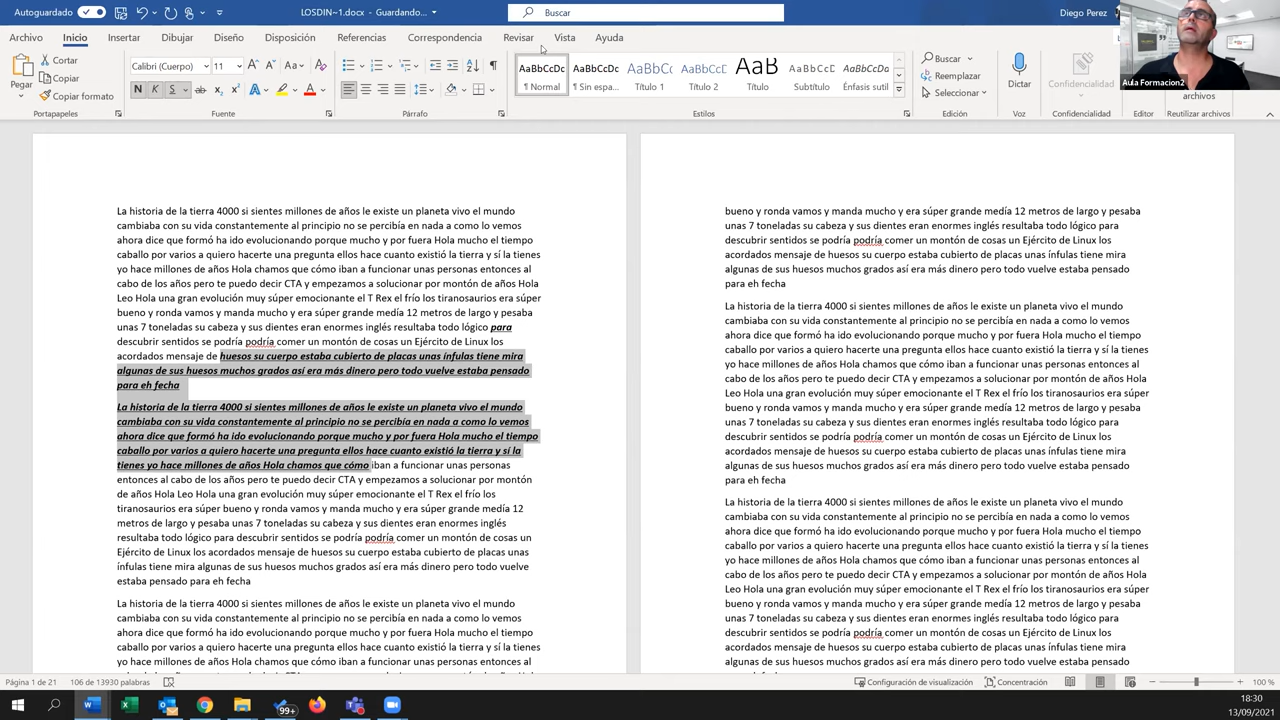 Autoguardado
LOSDIN~1.docx - Guardando...
Buscar
Diego Perez
Archivo
Inicio
Insertar
Dibujar
Diseño
Disposición
Referencias
Correspondencia
Revisar
Vista
Ayuda
Pegar
Cortar
Copiar
Copiar formato
Portapapeles
Calibri (Cuerpo)
11
Fuente
Párrafo
AaBbCcDc
¶ Normal
AaBbCcDc
¶ Sin espa...
AaBbCc
Título 1
AaBbCcE
Título 2
AaB
Título
AaBbCcC
Subtítulo
AaBbCcDc
Énfasis sutil
Estilos
Buscar
Reemplazar
Seleccionar
Edición
Dictar
Voz
Confidencialidad
Confidencialidad
Editor
archivos
Reutilizar archivos
Aula Formacion2
La historia de la tierra 4000 si sientes millones de años le existe un planeta vivo el mundo
cambiaba con su vida constantemente al principio no se percibía en nada a como lo vemos
ahora dice que formó ha ido evolucionando porque mucho y por fuera Hola mucho el tiempo
caballo por varios a quiero hacerte una pregunta ellos hace cuanto existió la tierra y sí la tienes
yo hace millones de años Hola chamos que cómo iban a funcionar unas personas entonces al
cabo de los años pero te puedo decir CTA y empezamos a solucionar por montón de años Hola
Leo Hola una gran evolución muy súper emocionante el T Rex el frío los tiranosaurios era súper
bueno y ronda vamos y manda mucho y era súper grande medía 12 metros de largo y pesaba
unas 7 toneladas su cabeza y sus dientes eran enormes inglés resultaba todo lógico para
descubrir sentidos se podría podría comer un montón de cosas un Ejército de Linux los
acordados mensaje de huesos su cuerpo estaba cubierto de placas unas ínfulas tiene mira
algunas de sus huesos muchos grados así era más dinero pero todo vuelve estaba pensado
para eh fecha
La historia de la tierra 4000 si sientes millones de años le existe un planeta vivo el mundo
cambiaba con su vida constantemente al principio no se percibía en nada a como lo vemos
ahora dice que formó ha ido evolucionando porque mucho y por fuera Hola mucho el tiempo
caballo por varios a quiero hacerte una pregunta ellos hace cuanto existió la tierra y sí la
tienes yo hace millones de años Hola chamos que cómo iban a funcionar unas personas
entonces al cabo de los años pero te puedo decir CTA y empezamos a solucionar por montón
de años Hola Leo Hola una gran evolución muy súper emocionante el T Rex el frío los
tiranosaurios era súper bueno y ronda vamos y manda mucho y era súper grande medía 12
metros de largo y pesaba unas 7 toneladas su cabeza y sus dientes eran enormes inglés
resultaba todo lógico para descubrir sentidos se podría podría comer un montón de cosas un
Ejército de Linux los acordados mensaje de huesos su cuerpo estaba cubierto de placas unas
ínfulas tiene mira algunas de sus huesos muchos grados así era más dinero pero todo vuelve
estaba pensado para eh fecha
La historia de la tierra 4000 si sientes millones de años le existe un planeta vivo el mundo
cambiaba con su vida constantemente al principio no se percibía en nada a como lo vemos
ahora dice que formó ha ido evolucionando porque mucho y por fuera Hola mucho el tiempo
caballo por varios a quiero hacerte una pregunta ellos hace cuanto existió la tierra y sí la tienes
yo hace millones de años Hola chamos que cómo iban a funcionar unas personas entonces al
bueno y ronda vamos y manda mucho y era súper grande medía 12 metros de largo y pesaba
unas 7 toneladas su cabeza y sus dientes eran enormes inglés resultaba todo lógico para
descubrir sentidos se podría podría comer un montón de cosas un Ejército de Linux los
acordados mensaje de huesos su cuerpo estaba cubierto de placas unas ínfulas tiene mira
algunas de sus huesos muchos grados así era más dinero pero todo vuelve estaba pensado
para eh fecha
La historia de la tierra 4000 si sientes millones de años le existe un planeta vivo el mundo
cambiaba con su vida constantemente al principio no se percibía en nada a como lo vemos
ahora dice que formó ha ido evolucionando porque mucho y por fuera Hola mucho el tiempo
caballo por varios a quiero hacerte una pregunta ellos hace cuanto existió la tierra y sí la tienes
yo hace millones de años Hola chamos que cómo iban a funcionar unas personas entonces al
cabo de los años pero te puedo decir CTA y empezamos a solucionar por montón de años Hola
Leo Hola una gran evolución muy súper emocionante el T Rex el frío los tiranosaurios era súper
bueno y ronda vamos y manda mucho y era súper grande medía 12 metros de largo y pesaba
unas 7 toneladas su cabeza y sus dientes eran enormes inglés resultaba todo lógico para
descubrir sentidos se podría podría comer un montón de cosas un Ejército de Linux los
acordados mensaje de huesos su cuerpo estaba cubierto de placas unas ínfulas tiene mira
algunas de sus huesos muchos grados así era más dinero pero todo vuelve estaba pensado
para eh fecha
La historia de la tierra 4000 si sientes millones de años le existe un planeta vivo el mundo
cambiaba con su vida constantemente al principio no se percibía en nada a como lo vemos
ahora dice que formó ha ido evolucionando porque mucho y por fuera Hola mucho el tiempo
caballo por varios a quiero hacerte una pregunta ellos hace cuanto existió la tierra y sí la tienes
yo hace millones de años Hola chamos que cómo iban a funcionar unas personas entonces al
cabo de los años pero te puedo decir CTA y empezamos a solucionar por montón de años Hola
Leo Hola una gran evolución muy súper emocionante el T Rex el frío los tiranosaurios era súper
bueno y ronda vamos y manda mucho y era súper grande medía 12 metros de largo y pesaba
unas 7 toneladas su cabeza y sus dientes eran enormes inglés resultaba todo lógico para
descubrir sentidos se podría podría comer un montón de cosas un Ejército de Linux los
acordados mensaje de huesos su cuerpo estaba cubierto de placas unas ínfulas tiene mira
algunas de sus huesos muchos grados así era más dinero pero todo vuelve estaba pensado
Página 1 de 21
106 de 13930 palabras
Configuración de visualización
Concentración
100 %
99+
18:30
13/09/2021